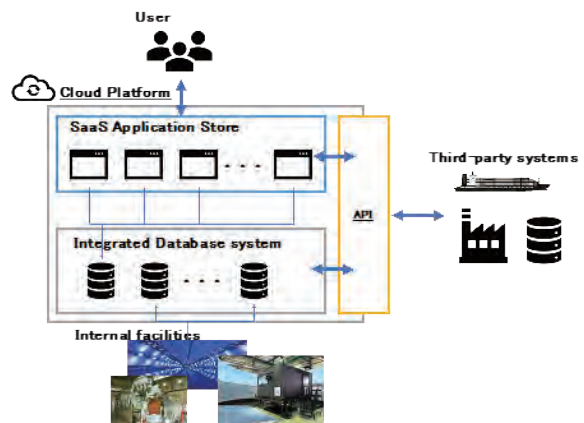 User
Cloud Platform
SaaS Application Store
Third-party systems
API
Integrated Database system
Internal facilities